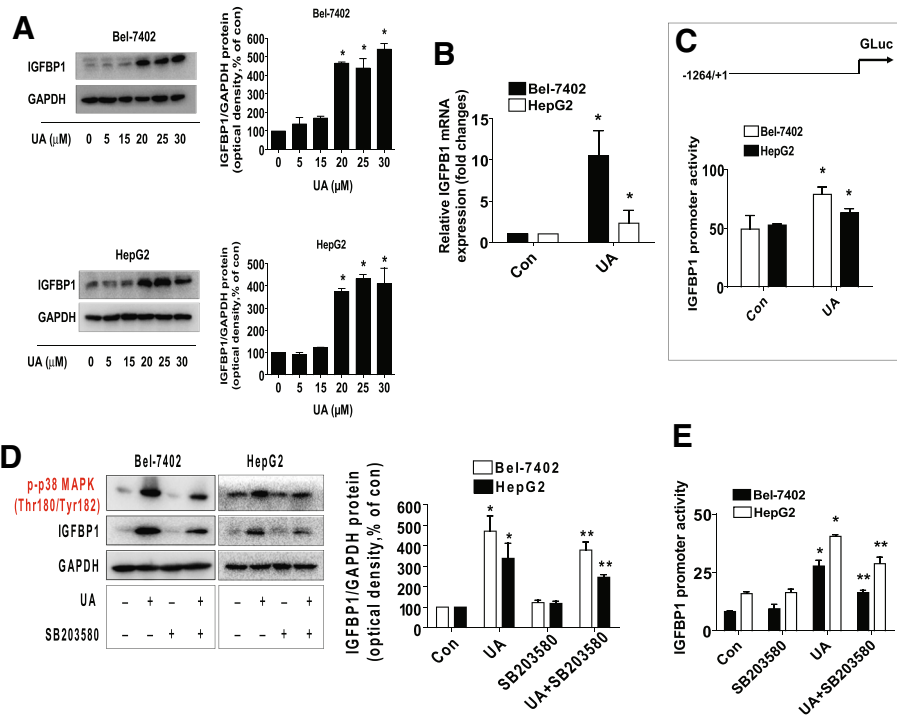 A
Bel-7402
IGFBP1
GAPDH
UA (µM) 0 5 15 20 25 30
Bel-7402
IGFBP1/GAPDH protein
(optical density,% of con)
600
500
400
300
200
100
0
* * *
0 5 15 20 25 30
UA (µM)
HepG2
IGFBP1
GAPDH
UA (µM) 0 5 15 20 25 30
HepG2
IGFBP1/GAPDH protein
(optical density,% of con)
500
400
300
200
100
0
* * *
0 5 15 20 25 30
UA (µM)
B
Bel-7402
HepG2
Relative IGFPB1 mRNA
expression (fold changes)
15
10
5
0
* *
Con UA
C
GLuc
-1264/+1
Bel-7402
HepG2
IGFBP1 promoter activity
100
50
0
* *
Con UA
D
Bel-7402 HepG2
p-p38 MAPK
(Thr180/Tyr182)
IGFBP1
GAPDH
UA – + – + – + – +
SB203580 – – + + – – + +
Bel-7402
HepG2
IGFBP1/GAPDH protein
(optical density,% of con)
600
500
400
300
200
100
0
* * ** **
Con UA SB203580 UA+SB203580
E
Bel-7402
HepG2
IGFBP1 promoter activity
50
25
0
* * ** **
Con SB203580 UA UA+SB203580